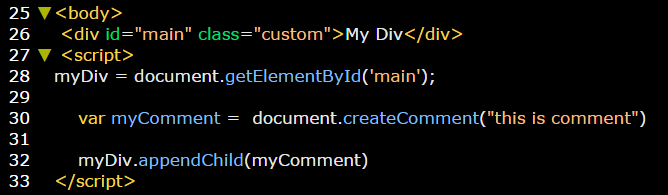 25 ▼ <body>
26 <div id="main" class="custom">My Div</div>
27 ▼ <script>
28 myDiv = document.getElementById('main');
29
30 var myComment =  document.createComment("this is comment")
31
32 myDiv.appendChild(myComment)
33 </script>